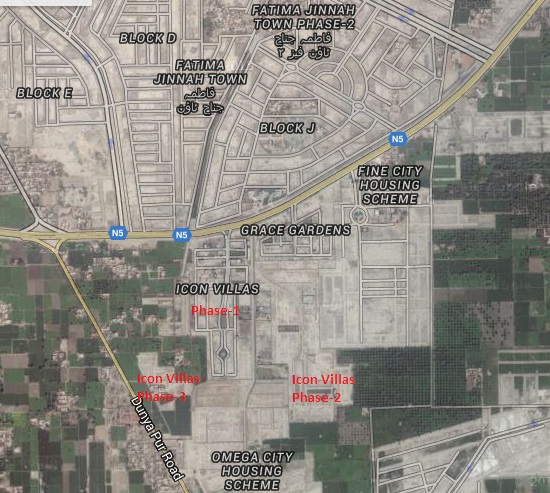 FATIMA JINNAH
TOWN PHASE-2
فاطمہ جناح
ٹاؤن فیز ۲
BLOCK D
FATIMA
JINNAH TOWN
فاطمہ
جناح ٹاؤن
BLOCK E
BLOCK J
N5
FINE CITY
HOUSING
SCHEME
N5
N5
GRACE GARDENS
ICON VILLAS
Phase-1
Icon Villas
Phase-3
Icon Villas
Phase-2
Dunya Pur Road
OMEGA CITY
HOUSING
SCHEME